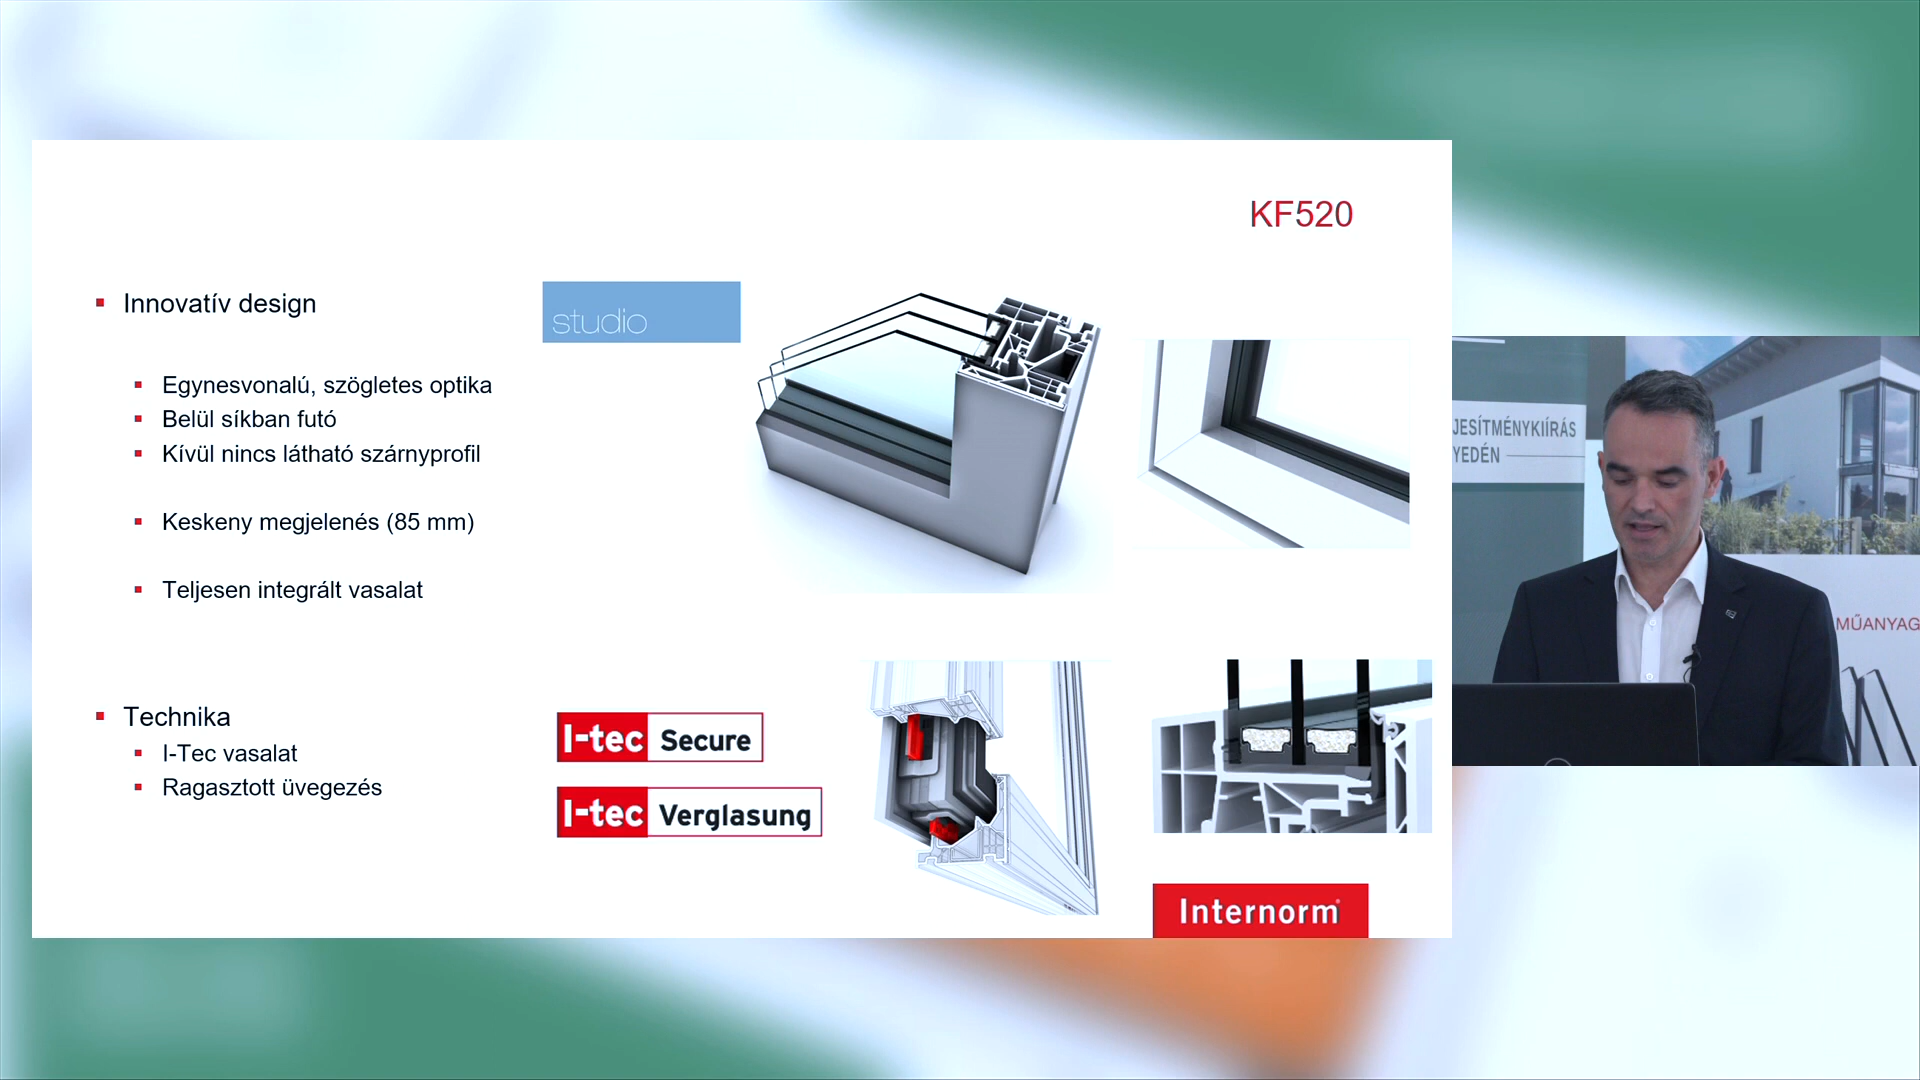 KF520
Innovatív design
studio
Egynesvonalú, szögletes optika
Belül síkban futó
Kívül nincs látható szárnyprofil
Keskeny megjelenés (85 mm)
Teljesen integrált vasalat
Technika
I-Tec vasalat
Ragasztott üvegezés
I-tec Secure
I-tec Verglasung
Internorm
JESÍTMÉNYKIÍRÁS
YEDÉN
MŰANYAG